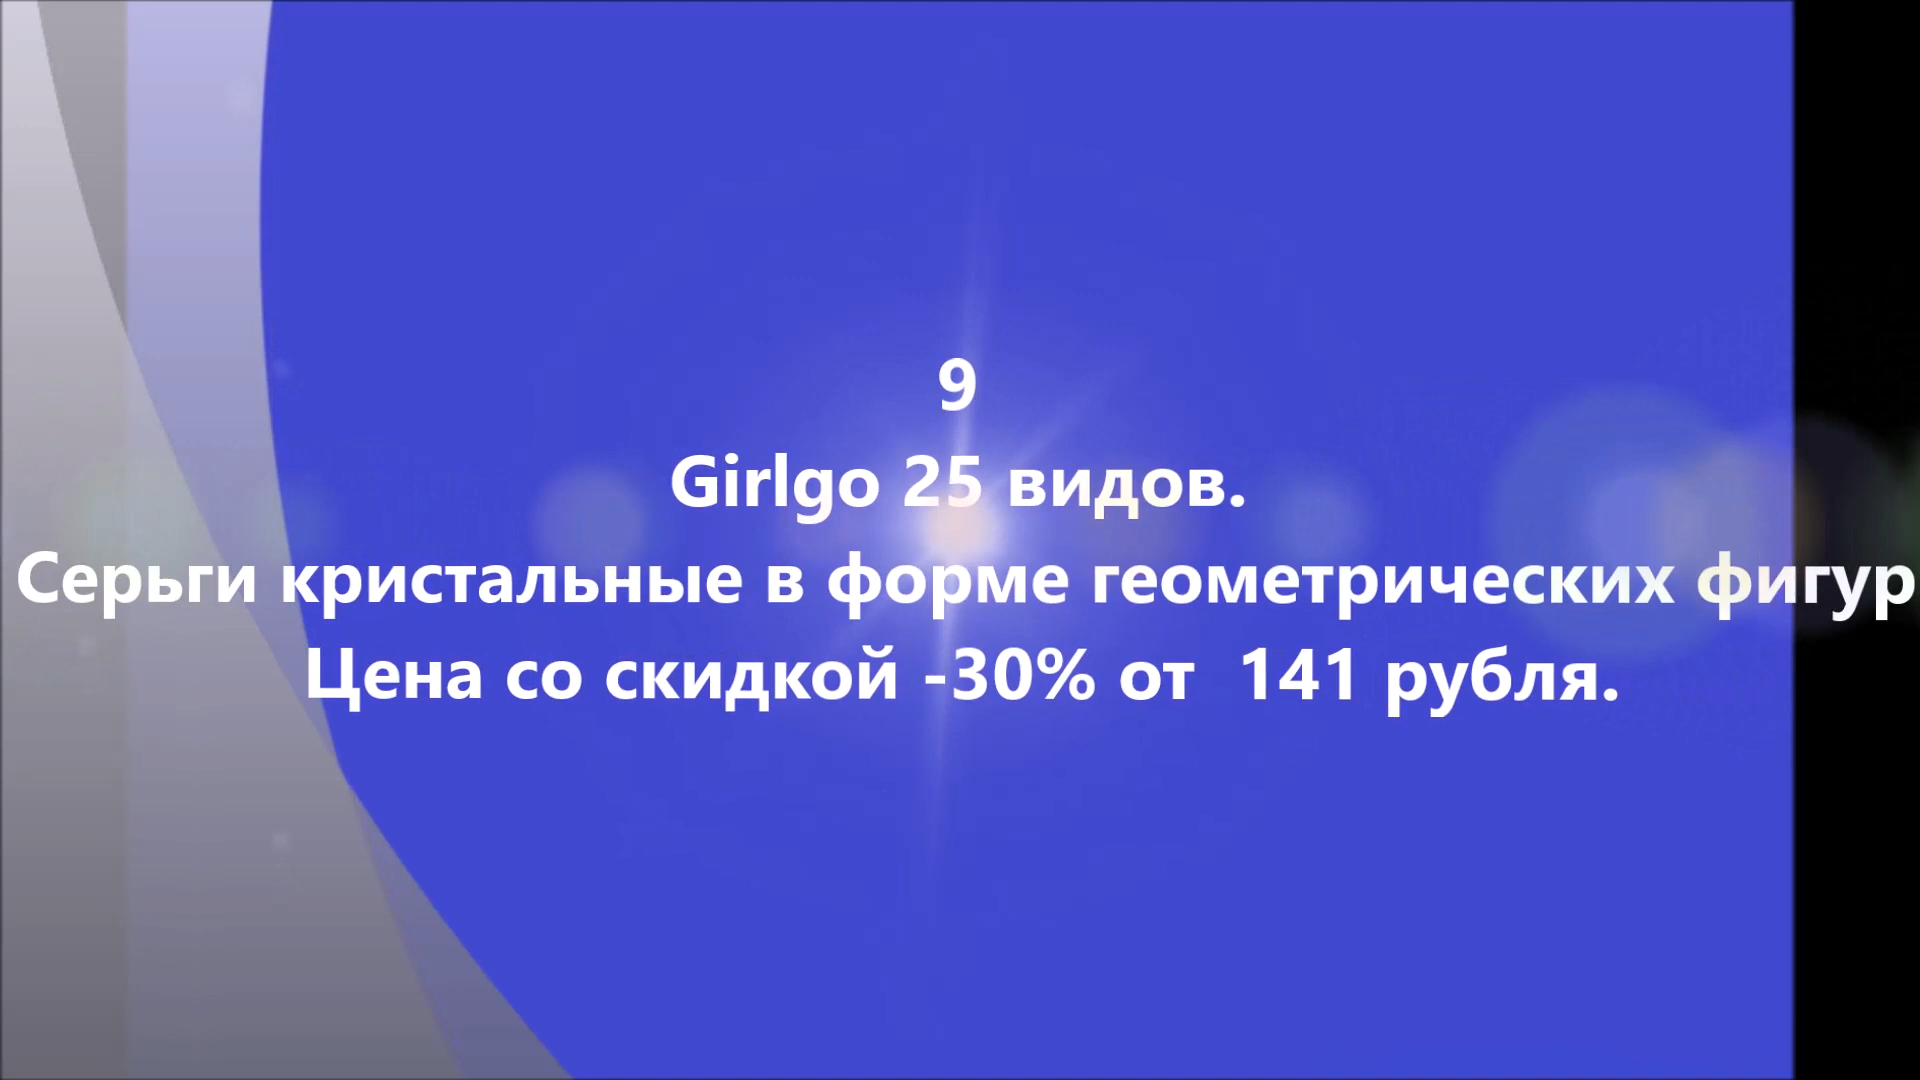 9
Girlgo 25 видов.
Серьги кристальные в форме геометрических фигур
Цена со скидкой -30% от  141 рубля.